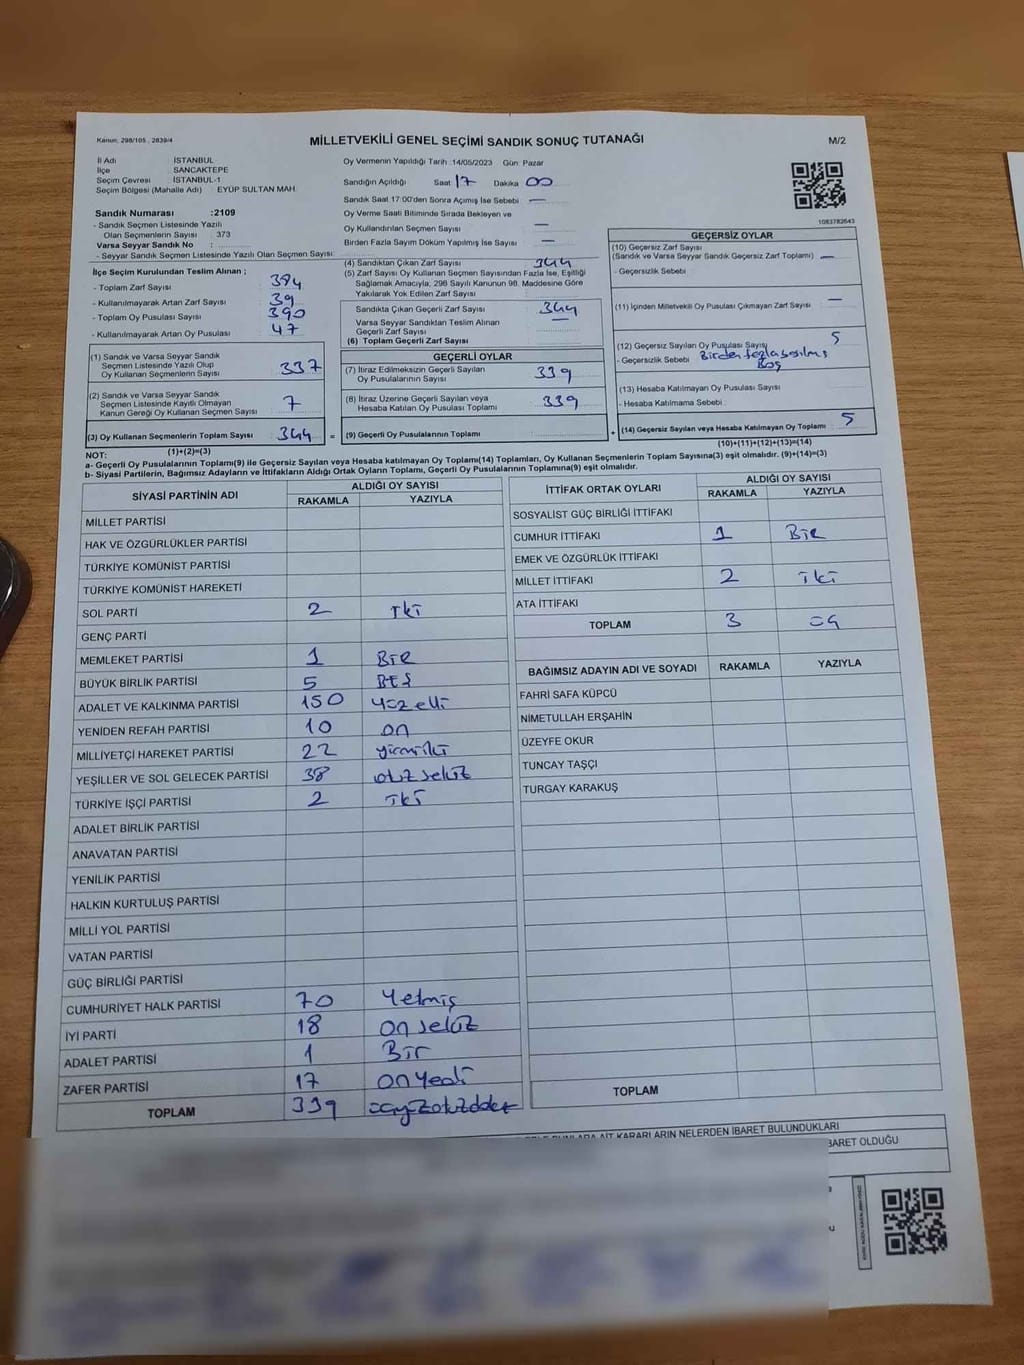 Kanun: 298/105 , 2839/4
MİLLETVEKİLİ GENEL SEÇİMİ SANDIK SONUÇ TUTANAĞI
M/2
İl Adı İSTANBUL
İlçe SANCAKTEPE
Seçim Çevresi İSTANBUL-1
Seçim Bölgesi (Mahalle Adı) : EYÜP SULTAN MAH.
Oy Vermenin Yapıldığı Tarih :14/05/2023 Gün: Pazar
Sandığın Açıldığı Saat 17 Dakika 00
Sandık Saat 17:00'den Sonra Açımış İse Sebebi —
Oy Verme Saati Bitiminde Sırada Bekleyen ve
Oy Kullandırılan Seçmen Sayısı —
Birden Fazla Sayım Döküm Yapılmış İse Sayısı —
1083782643
Sandık Numarası :2109
- Sandık Seçmen Listesinde Yazılı
Olan Seçmenlerin Sayısı : 373
Varsa Seyyar Sandık No :
- Seyyar Sandık Seçmen Listesinde Yazılı Olan Seçmen Sayısı:
İlçe Seçim Kurulundan Teslim Alınan ;
- Toplam Zarf Sayısı 384
- Kullanılmayarak Artan Zarf Sayısı 39
- Toplam Oy Pusulası Sayısı 390
- Kullanılmayarak Artan Oy Pusulası 47
(1) Sandık ve Varsa Seyyar Sandık
Seçmen Listesinde Yazılı Olup
Oy Kullanan Seçmenlerin Sayısı 337
(2) Sandık ve Varsa Seyyar Sandık
Seçmen Listesinde Kayıtlı Olmayan
Kanun Gereği Oy Kullanan Seçmen Sayısı 7
(3) Oy Kullanan Seçmenlerin Toplam Sayısı 344 =
(1)+(2)=(3)
(4) Sandıktan Çıkan Zarf Sayısı 344
(5) Zarf Sayısı Oy Kullanan Seçmen Sayısından Fazla İse, Eşitliği
Sağlamak Amacıyla, 298 Sayılı Kanunun 98. Maddesine Göre
Yakılarak Yok Edilen Zarf Sayısı
Sandıkta Çıkan Geçerli Zarf Sayısı 344
Varsa Seyyar Sandıktan Teslim Alınan
Geçerli Zarf Sayısı
(6) Toplam Geçerli Zarf Sayısı
GEÇERLİ OYLAR
(7) İtiraz Edilmeksizin Geçerli Sayılan
Oy Pusulalarının Sayısı 339
(8) İtiraz Üzerine Geçerli Sayılan veya
Hesaba Katılan Oy Pusulası Toplamı 339
(9) Geçerli Oy Pusulalarının Toplamı +
GEÇERSİZ OYLAR
(10) Geçersiz Zarf Sayısı
(Sandık ve Varsa Seyyar Sandık Geçersiz Zarf Toplamı) —
- Geçersizlik Sebebi
(11) İçinden Milletvekili Oy Pusulası Çıkmayan Zarf Sayısı —
(12) Geçersiz Sayılan Oy Pusulası Sayısı 5
- Geçersizlik Sebebi Birden fazla basılmış
Boş
(13) Hesaba Katılmayan Oy Pusulası Sayısı
- Hesaba Katılmama Sebebi
(14) Geçersiz Sayılan veya Hesaba Katılmayan Oy Toplamı 5
(10)+(11)+(12)+(13)=(14)
NOT:
a- Geçerli Oy Pusulalarının Toplamı(9) ile Geçersiz Sayılan veya Hesaba Katılmayan Oy Toplamı(14) Toplamları, Oy Kullanan Seçmenlerin Toplam Sayısına(3) eşit olmalıdır. (9)+(14)=(3)
b- Siyasi Partilerin, Bağımsız Adayların ve İttifakların Aldığı Ortak Oyların Toplamı, Geçerli Oy Pusulalarının Toplamına(9) eşit olmalıdır.
SİYASİ PARTİNİN ADI ALDIĞI OY SAYISI
RAKAMLA YAZIYLA
MİLLET PARTİSİ
HAK VE ÖZGÜRLÜKLER PARTİSİ
TÜRKİYE KOMÜNİST PARTİSİ
TÜRKİYE KOMÜNİST HAREKETİ
SOL PARTİ 2 İki
GENÇ PARTİ
MEMLEKET PARTİSİ 1 BİR
BÜYÜK BİRLİK PARTİSİ 5 BEŞ
ADALET VE KALKINMA PARTİSİ 150 Yüz elli
YENİDEN REFAH PARTİSİ 10 on
MİLLİYETÇİ HAREKET PARTİSİ 22 yirmi iki
YEŞİLLER VE SOL GELECEK PARTİSİ 38 otuz sekiz
TÜRKİYE İŞÇİ PARTİSİ 2 İki
ADALET BİRLİK PARTİSİ
ANAVATAN PARTİSİ
YENİLİK PARTİSİ
HALKIN KURTULUŞ PARTİSİ
MİLLİ YOL PARTİSİ
VATAN PARTİSİ
GÜÇ BİRLİĞİ PARTİSİ
CUMHURİYET HALK PARTİSİ 70 Yetmiş
İYİ PARTİ 18 on sekiz
ADALET PARTİSİ 1 Bir
ZAFER PARTİSİ 17 on yedi
TOPLAM 339
İTTİFAK ORTAK OYLARI ALDIĞI OY SAYISI
RAKAMLA YAZIYLA
SOSYALİST GÜÇ BİRLİĞİ İTTİFAKI
CUMHUR İTTİFAKI 1 BİR
EMEK VE ÖZGÜRLÜK İTTİFAKI
MİLLET İTTİFAKI 2 İki
ATA İTTİFAKI
TOPLAM 3 üç
BAĞIMSIZ ADAYIN ADI VE SOYADI RAKAMLA YAZIYLA
FAHRİ SAFA KÜPCÜ
NİMETULLAH ERŞAHİN
ÜZEYFE OKUR
TUNCAY TAŞÇI
TURGAY KARAKUŞ
TOPLAM
BUNLARA AİT KARARLARIN NELERDEN İBARET BULUNDUKLARI
BARET OLDUĞU